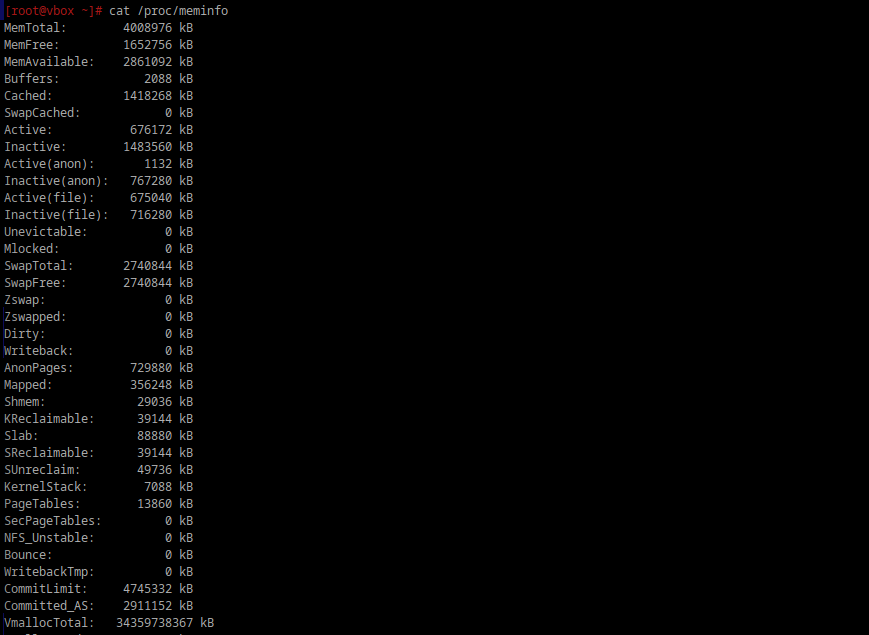 [root@vbox ~]# cat /proc/meminfo
MemTotal:        4008976 kB
MemFree:         1652756 kB
MemAvailable:    2861092 kB
Buffers:            2088 kB
Cached:          1418268 kB
SwapCached:            0 kB
Active:           676172 kB
Inactive:        1483560 kB
Active(anon):       1132 kB
Inactive(anon):   767280 kB
Active(file):     675040 kB
Inactive(file):   716280 kB
Unevictable:           0 kB
Mlocked:               0 kB
SwapTotal:       2740844 kB
SwapFree:        2740844 kB
Zswap:                 0 kB
Zswapped:              0 kB
Dirty:                 0 kB
Writeback:             0 kB
AnonPages:        729880 kB
Mapped:           356248 kB
Shmem:             29036 kB
KReclaimable:      39144 kB
Slab:              88880 kB
SReclaimable:      39144 kB
SUnreclaim:        49736 kB
KernelStack:        7088 kB
PageTables:        13860 kB
SecPageTables:         0 kB
NFS_Unstable:          0 kB
Bounce:                0 kB
WritebackTmp:          0 kB
CommitLimit:     4745332 kB
Committed_AS:    2911152 kB
VmallocTotal:   34359738367 kB